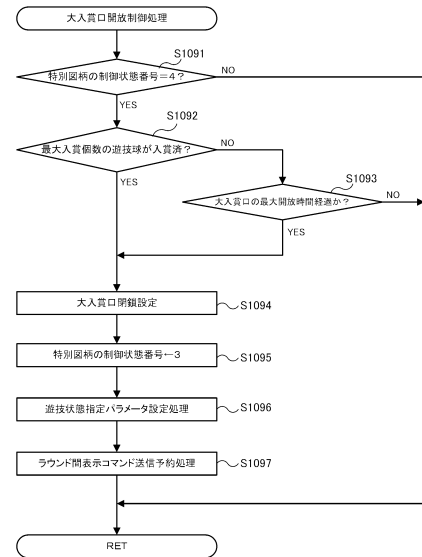 大入賞口開放制御処理
S1091
特別図柄の制御状態番号=4?
NO
YES
S1092
最大入賞個数の遊技球が入賞済?
NO
YES
S1093
大入賞口の最大開放時間経過か?
NO
YES
大入賞口閉鎖設定
S1094
特別図柄の制御状態番号←3
S1095
遊技状態指定パラメータ設定処理
S1096
ラウンド間表示コマンド送信予約処理
S1097
RET